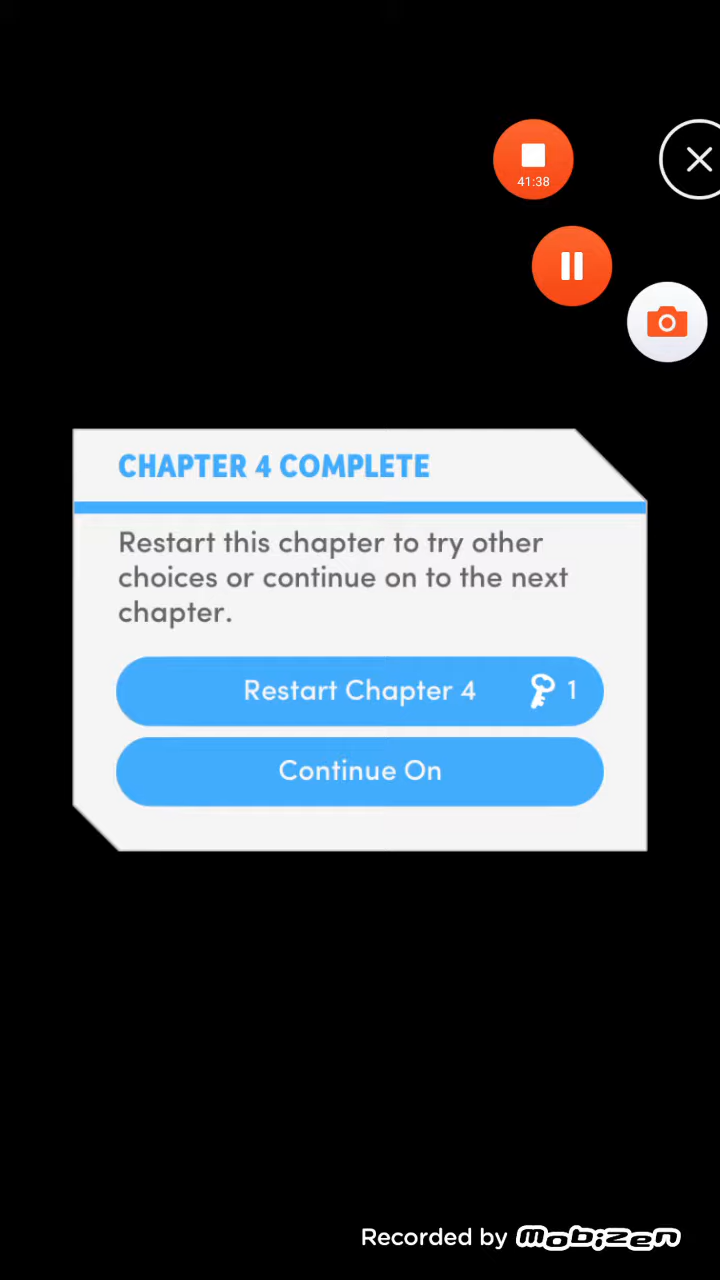 41:38
CHAPTER 4 COMPLETE
Restart this chapter to try other
choices or continue on to the next
chapter.
Restart Chapter 4 1
Continue On
Recorded by mobizen